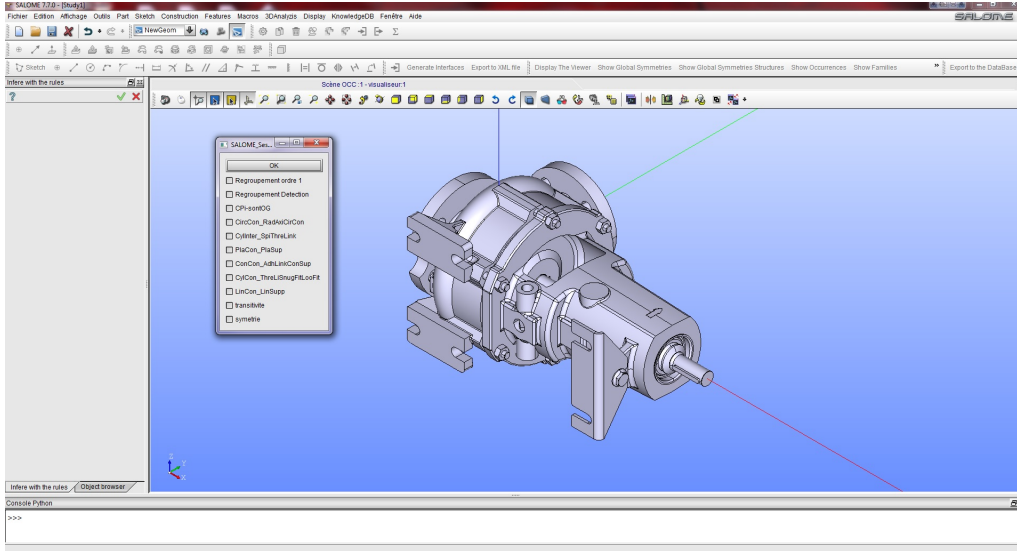 SALOME 7.7.0 - [Study1]
Fichier Edition Affichage Outils Part Sketch Construction Features Macros 3DAnalysis Display KnowledgeDB Fenêtre Aide
SALOME
NewGeom
Sketch
Generate Interfaces Export to XML file Display The Viewer Show Global Symmetries Show Global Symmetries Structures Show Occurrences Show Families » Export to the DataBase
Infere with the rules
Scène OCC :1 - visualiseur:1
?
SALOME_Ses...
OK
Regroupement ordre 1
Regroupement Detection
CPi-sontOG
CircCon_RadAxiCirCon
CylInter_SpiThreLink
PlaCon_PlaSup
ConCon_AdhLinkConSup
CylCon_ThreLiSnugFitLooFit
LinCon_LinSupp
transitivite
symetrie
Z
Y
X
Infere with the rules Object browser
Console Python
>>>